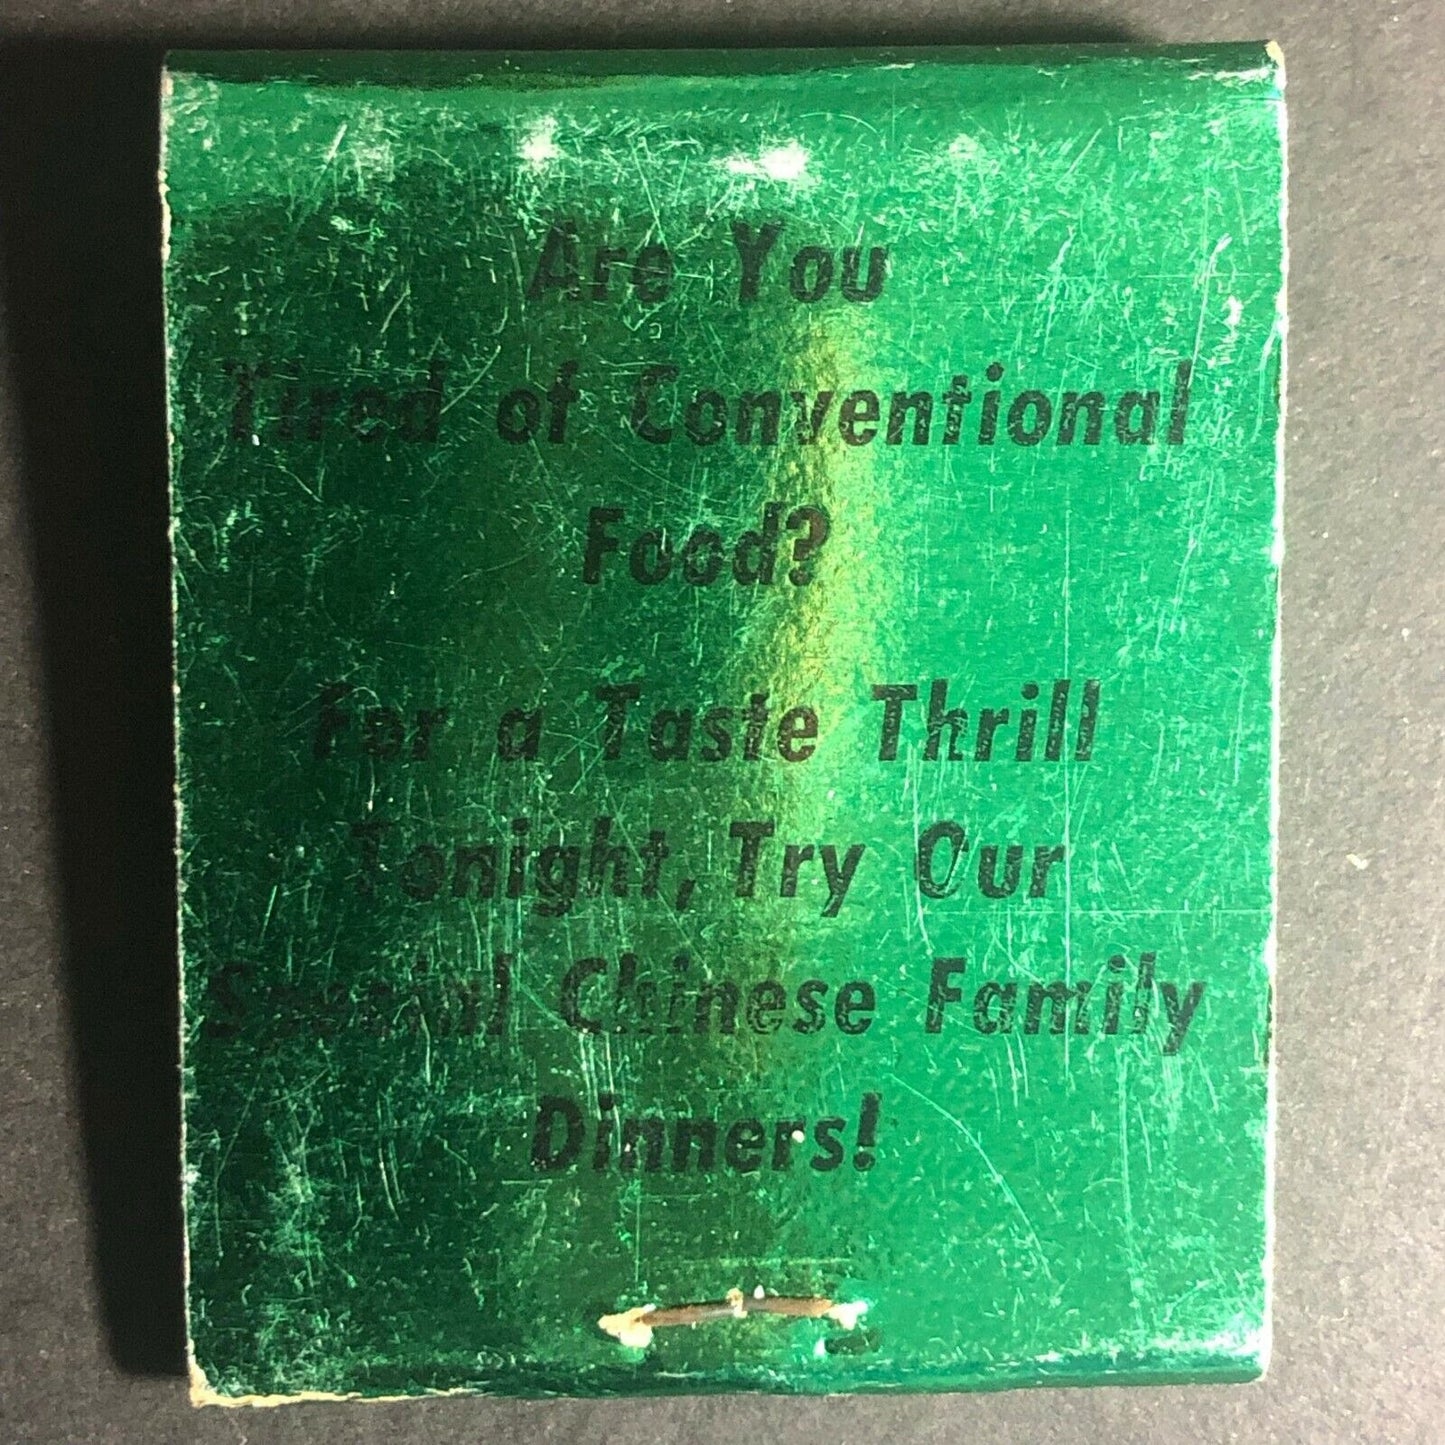 Are You
Tired of Conventional
Food?
For a Taste Thrill
Tonight, Try Our
Special Chinese Family
Dinners!